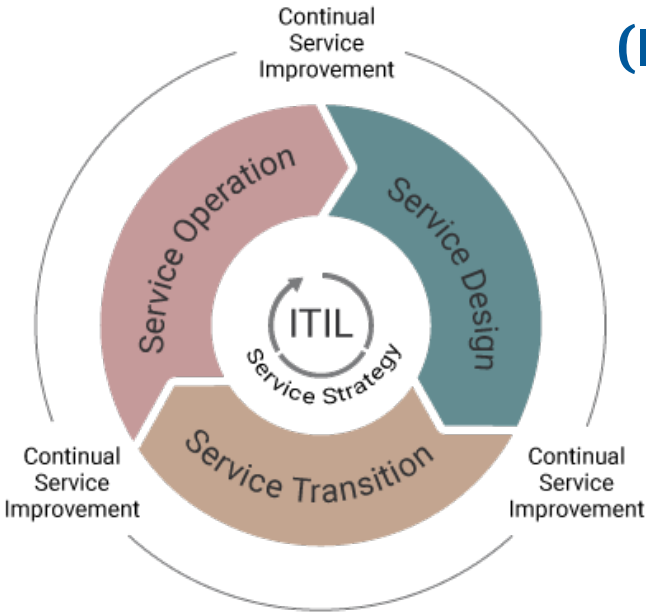 Continual
Service
Improvement
(
Service Operation
Service Design
ITIL
Service Strategy
Service Transition
Continual
Service
Improvement
Continual
Service
Improvement